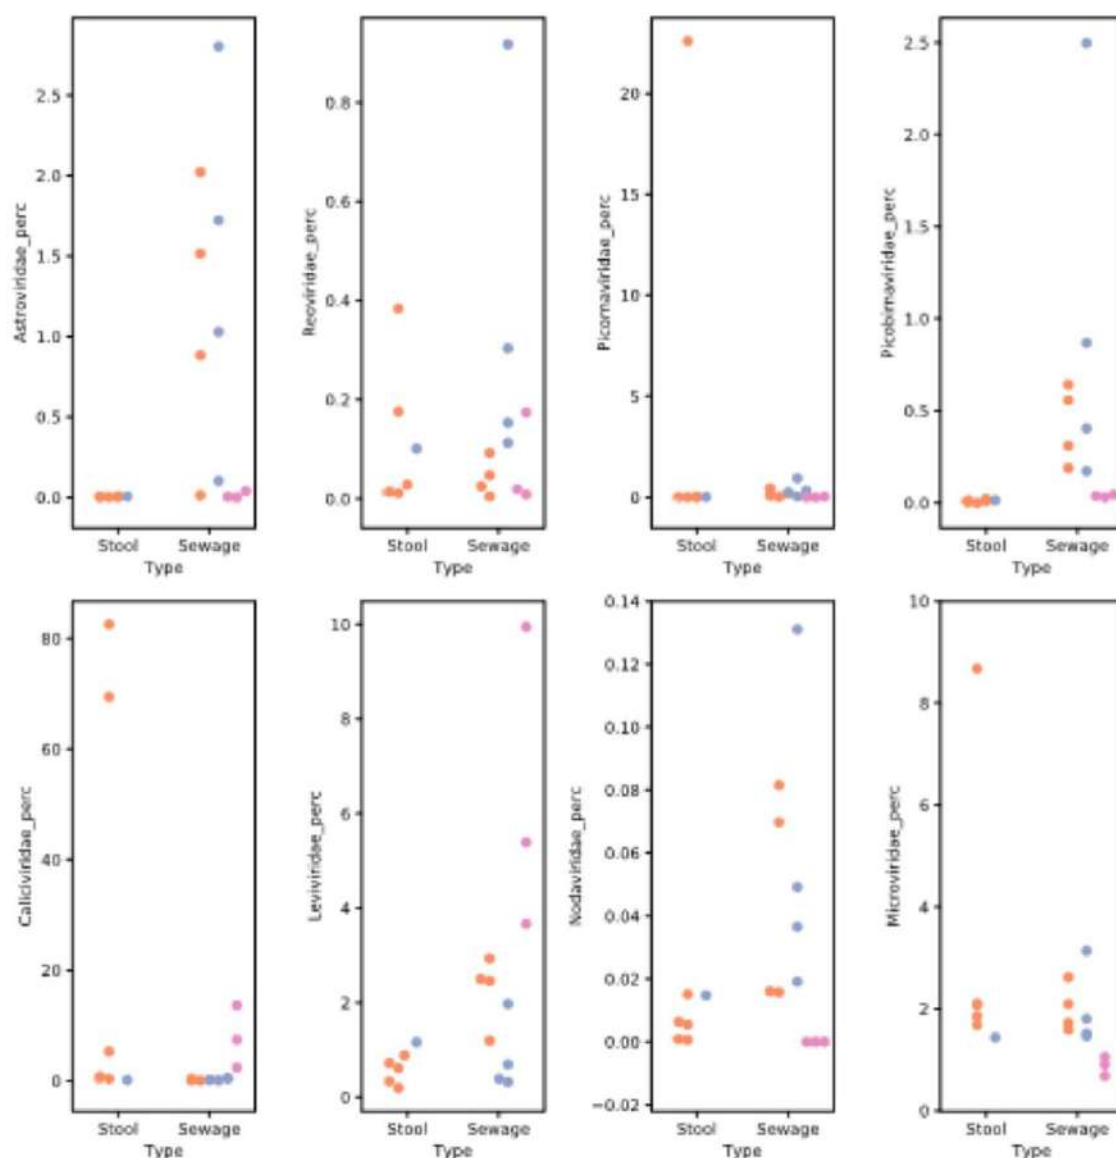 Astroviridae_perc
2.5
2.0
1.5
1.0
0.5
0.0
Stool Sewage
Type
Reoviridae_perc
0.8
0.6
0.4
0.2
0.0
Stool Sewage
Type
Picornaviridae_perc
20
15
10
5
0
Stool Sewage
Type
Picobirnaviridae_perc
2.5
2.0
1.5
1.0
0.5
0.0
Stool Sewage
Type
Caliciviridae_perc
80
60
40
20
0
Stool Sewage
Type
Leviviridae_perc
10
8
6
4
2
0
Stool Sewage
Type
Nodaviridae_perc
0.14
0.12
0.10
0.08
0.06
0.04
0.02
0.00
−0.02
Stool Sewage
Type
Microviridae_perc
10
8
6
4
2
0
Stool Sewage
Type